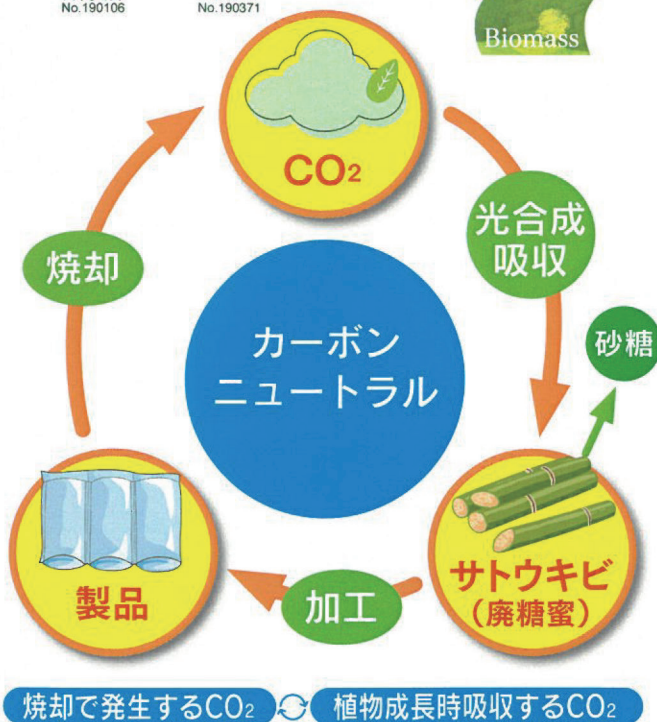 No.190106 No.190371
Biomass
CO₂
焼却
光合成
吸収
カーボン
ニュートラル
砂糖
製品
加工
サトウキビ
（廃糖蜜）
焼却で発生するCO₂ 植物成長時吸収するCO₂